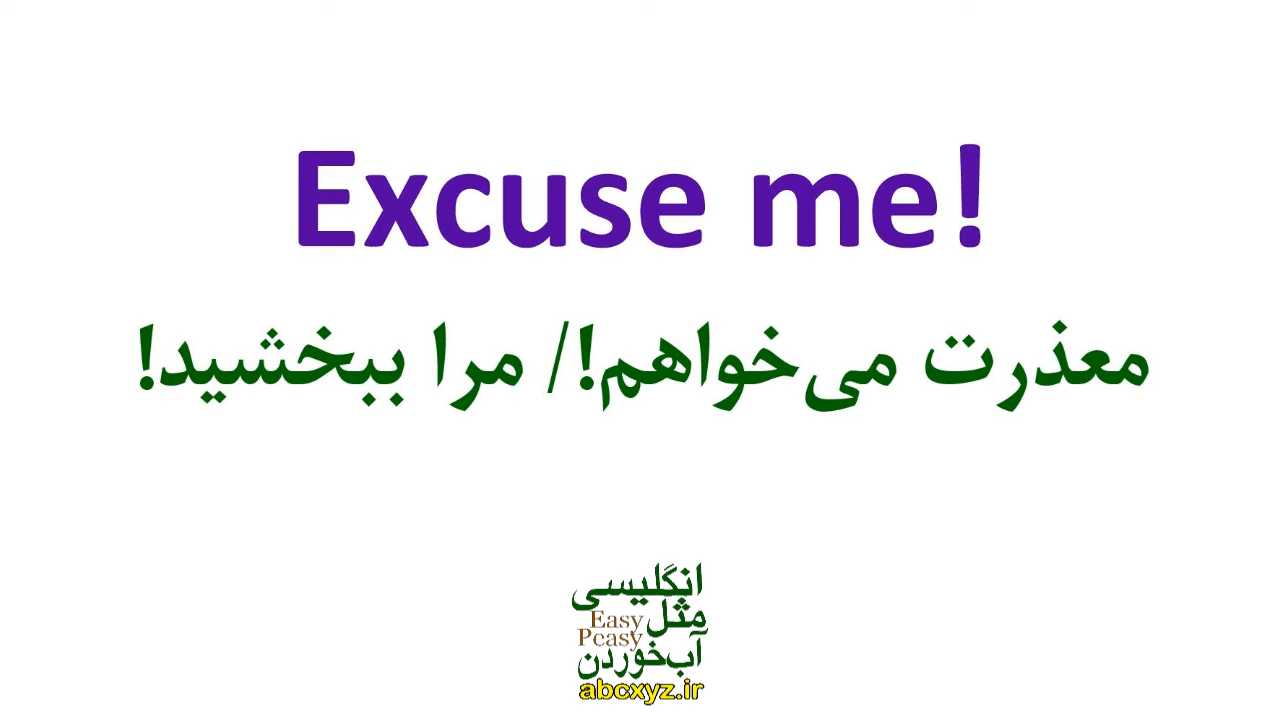 Excuse me!
معذرت می‌خواهم!/ مرا ببخشید!
انگلیسی
مثل
Easy
Peasy
آب‌خوردن
abcxyz.ir